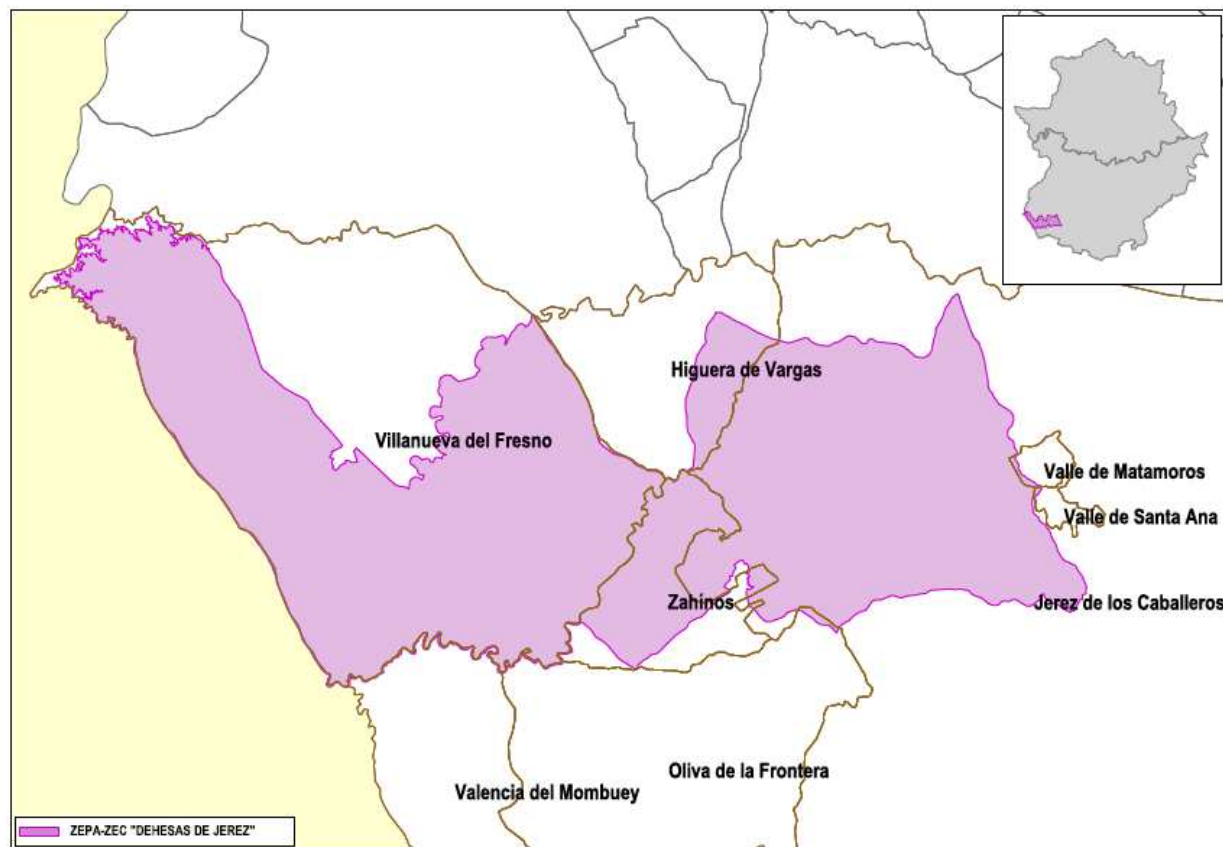 Higuera de Vargas
Villanueva del Fresno
Valle de Matamoros
Valle de Santa Ana
Zahínos
Jerez de los Caballeros
Oliva de la Frontera
Valencia del Mombuey
ZEPA-ZEC "DEHESAS DE JEREZ"